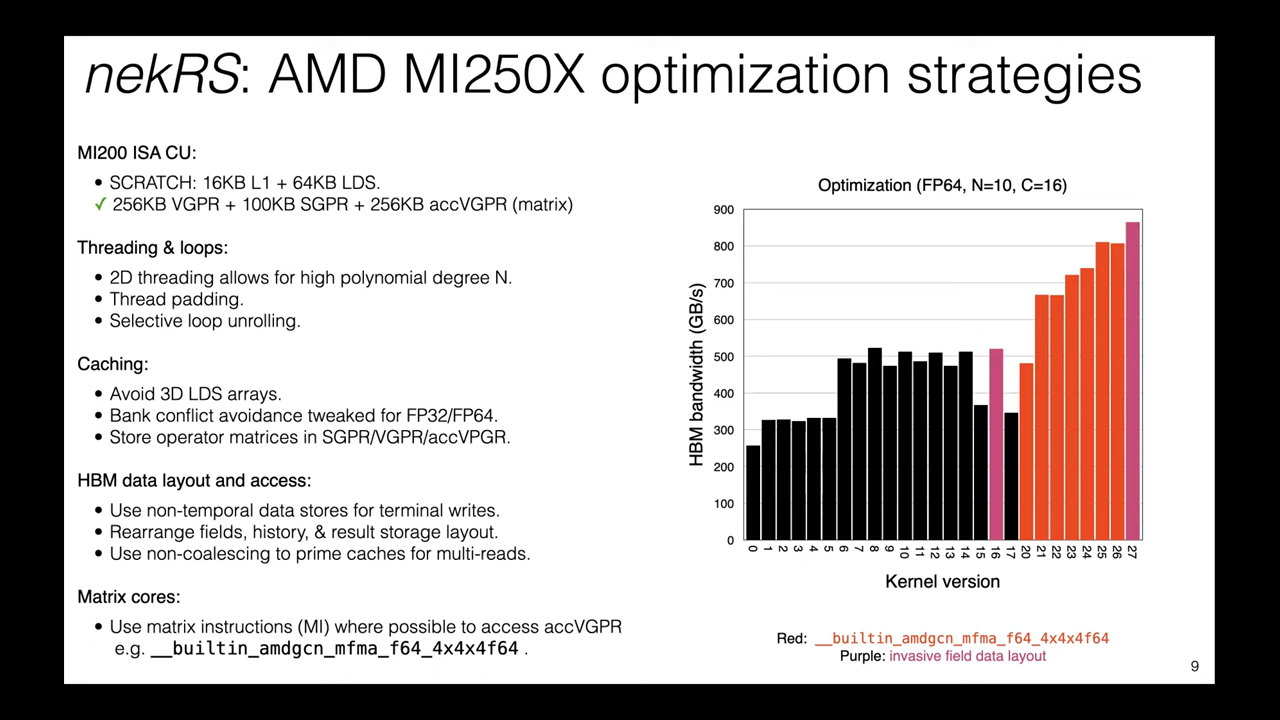 nekRS: AMD MI250X optimization strategies
MI200 ISA CU:
• SCRATCH: 16KB L1 + 64KB LDS.
✓ 256KB VGPR + 100KB SGPR + 256KB accVGPR (matrix)
Threading & loops:
• 2D threading allows for high polynomial degree N.
• Thread padding.
• Selective loop unrolling.
Caching:
• Avoid 3D LDS arrays.
• Bank conflict avoidance tweaked for FP32/FP64.
• Store operator matrices in SGPR/VGPR/accVPGR.
HBM data layout and access:
• Use non-temporal data stores for terminal writes.
• Rearrange fields, history, & result storage layout.
• Use non-coalescing to prime caches for multi-reads.
Matrix cores:
• Use matrix instructions (MI) where possible to access accVGPR
e.g. __builtin_amdgcn_mfma_f64_4x4x4f64 .
Optimization (FP64, N=10, C=16)
900
800
700
600
500
400
300
200
100
0
HBM bandwidth (GB/s)
0 1 2 3 4 5 6 7 8 9 10 11 12 13 14 15 16 17 20 21 22 23 24 25 26 27
Kernel version
Red: __builtin_amdgcn_mfma_f64_4x4x4f64
Purple: invasive field data layout
9